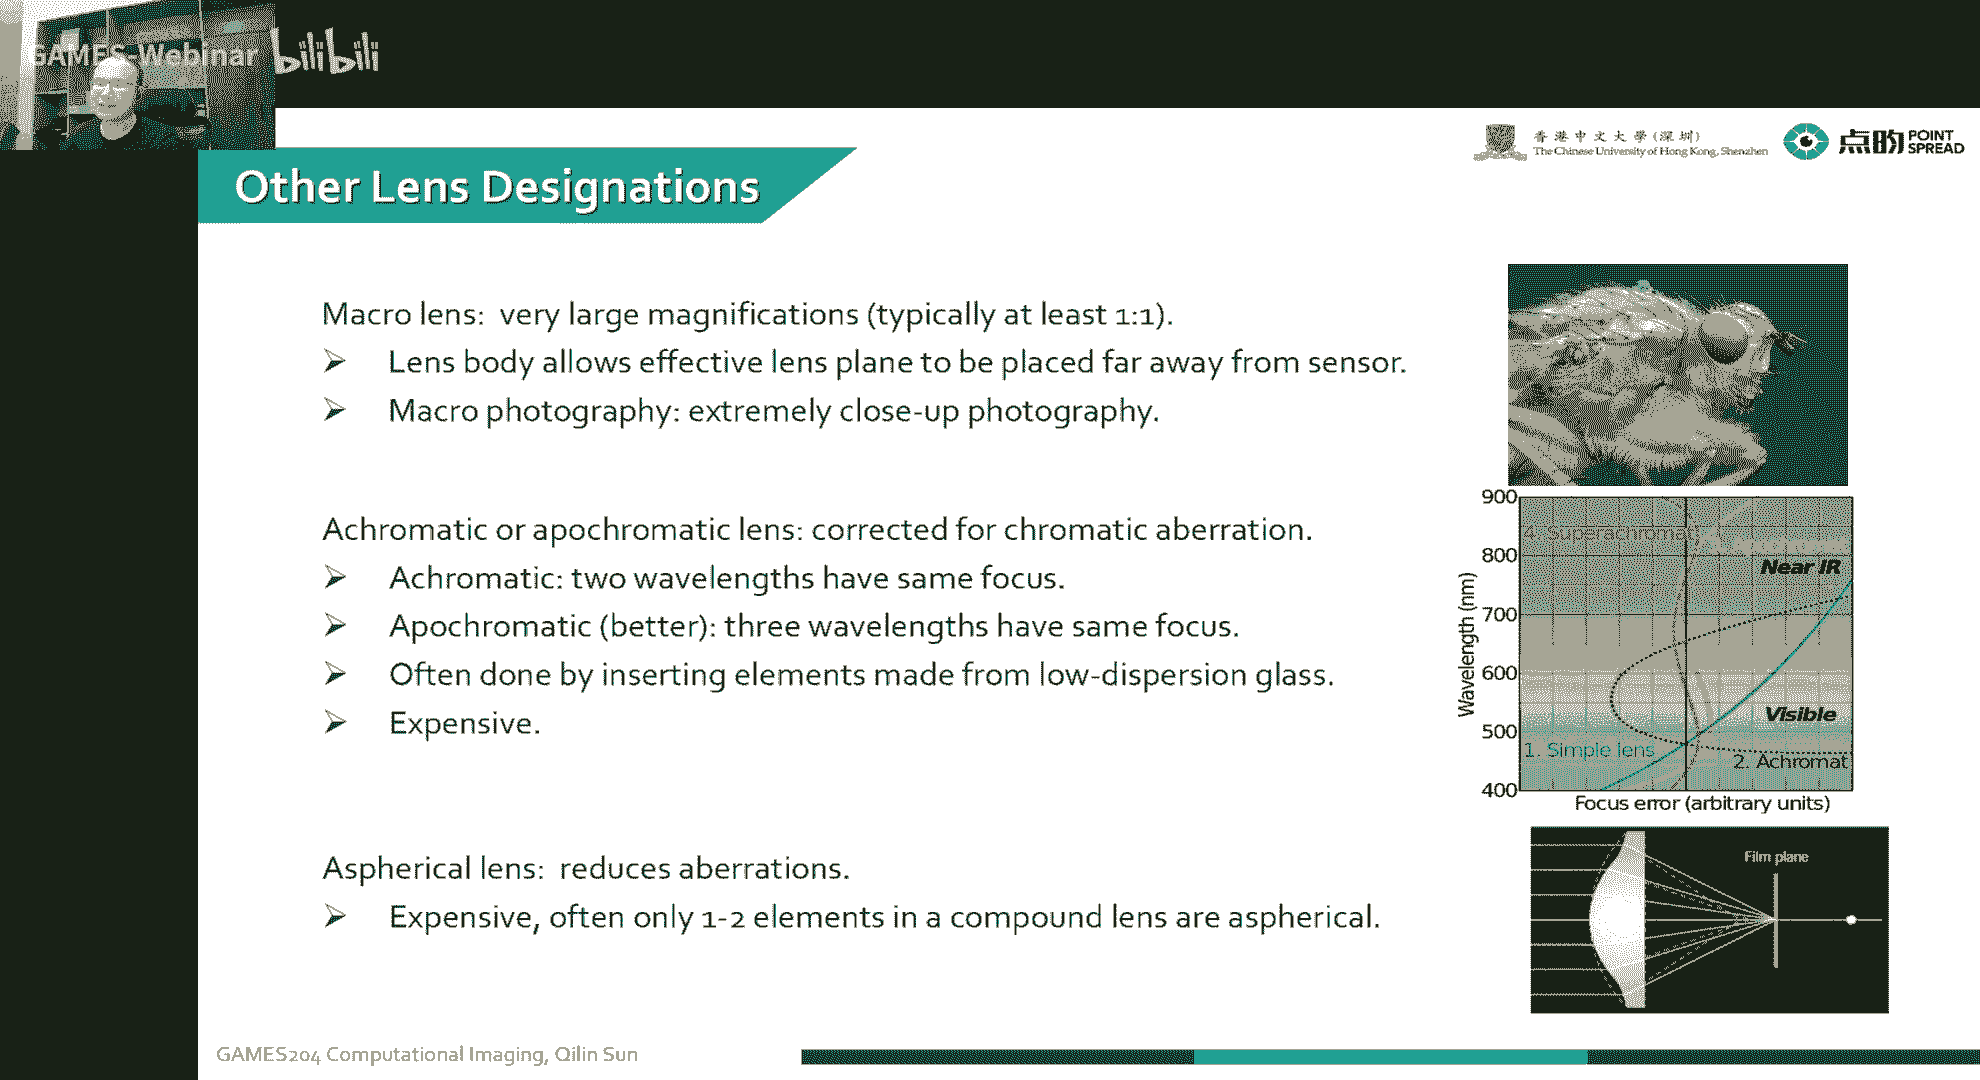 GAMES-Webinar
bilibili
香港中文大學(深圳)
The Chinese University of Hong Kong, Shenzhen
点昀
POINT
SPREAD
Other Lens Designations
Macro lens: very large magnifications (typically at least 1:1).
Lens body allows effective lens plane to be placed far away from sensor.
Macro photography: extremely close-up photography.
Achromatic or apochromatic lens: corrected for chromatic aberration.
Achromatic: two wavelengths have same focus.
Apochromatic (better): three wavelengths have same focus.
Often done by inserting elements made from low-dispersion glass.
Expensive.
Aspherical lens: reduces aberrations.
Expensive, often only 1-2 elements in a compound lens are aspherical.
900
4. Superachromat
800
Near IR
700
Wavelength (nm)
600
Visible
500
1. Simple lens
2. Achromat
400
Focus error (arbitrary units)
Film plane
GAMES204 Computational Imaging, Qilin Sun